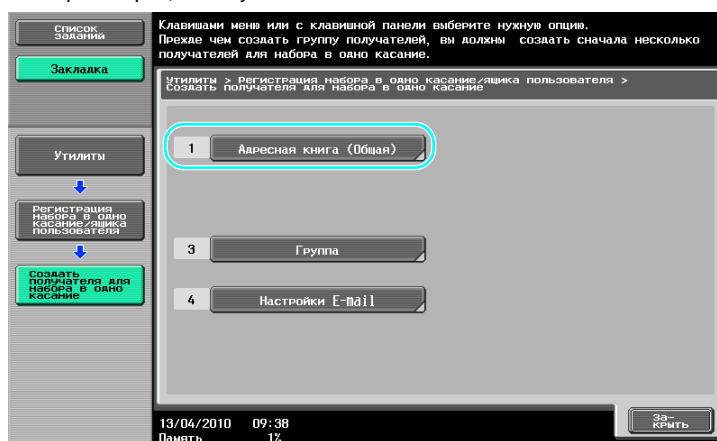 Список
заданий
Закладка
Клавишами меню или с клавишной панели выберите нужную опцию.
Прежде чем создать группу получателей, вы должны создать сначала несколько
получателей для набора в одно касание.
Утилиты > Регистрация набора в одно касание/ящика пользователя >
Создать получателя для набора в одно касание
Утилиты
Регистрация
набора в одно
касание/ящика
пользователя
Создать
получателя для
набора в одно
касание
1 Адресная книга (Общая)
3 Группа
4 Настройки E-mail
13/04/2010 09:38
Память 1%
За-
крыть